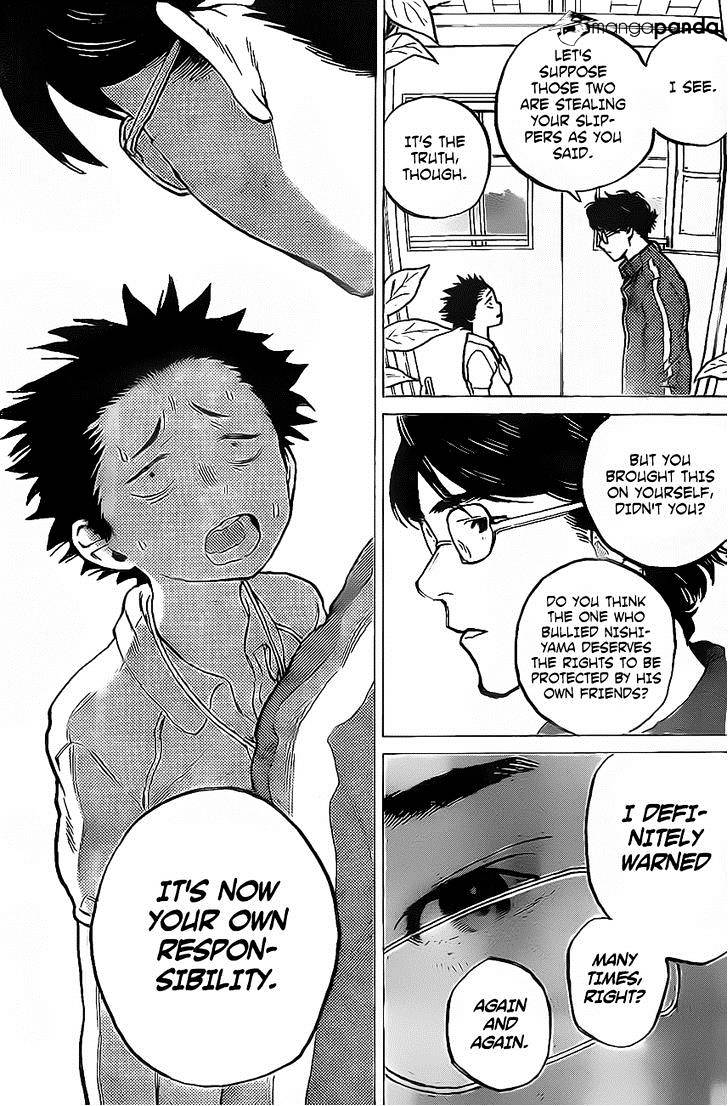 mangapanda
I SEE.
LET'S
SUPPOSE
THOSE TWO
ARE STEALING
YOUR SLIP-
PERS AS YOU
SAID.
IT'S THE
TRUTH,
THOUGH.
BUT YOU
BROUGHT THIS
ON YOURSELF,
DIDN'T YOU?
DO YOU THINK
THE ONE WHO
BULLIED NISHI-
YAMA DESERVES
THE RIGHTS TO BE
PROTECTED BY HIS
OWN FRIENDS?
I DEFI-
NITELY
WARNED
MANY
TIMES,
RIGHT?
AGAIN
AND
AGAIN.
IT'S NOW
YOUR OWN
RESPON-
SIBILITY.